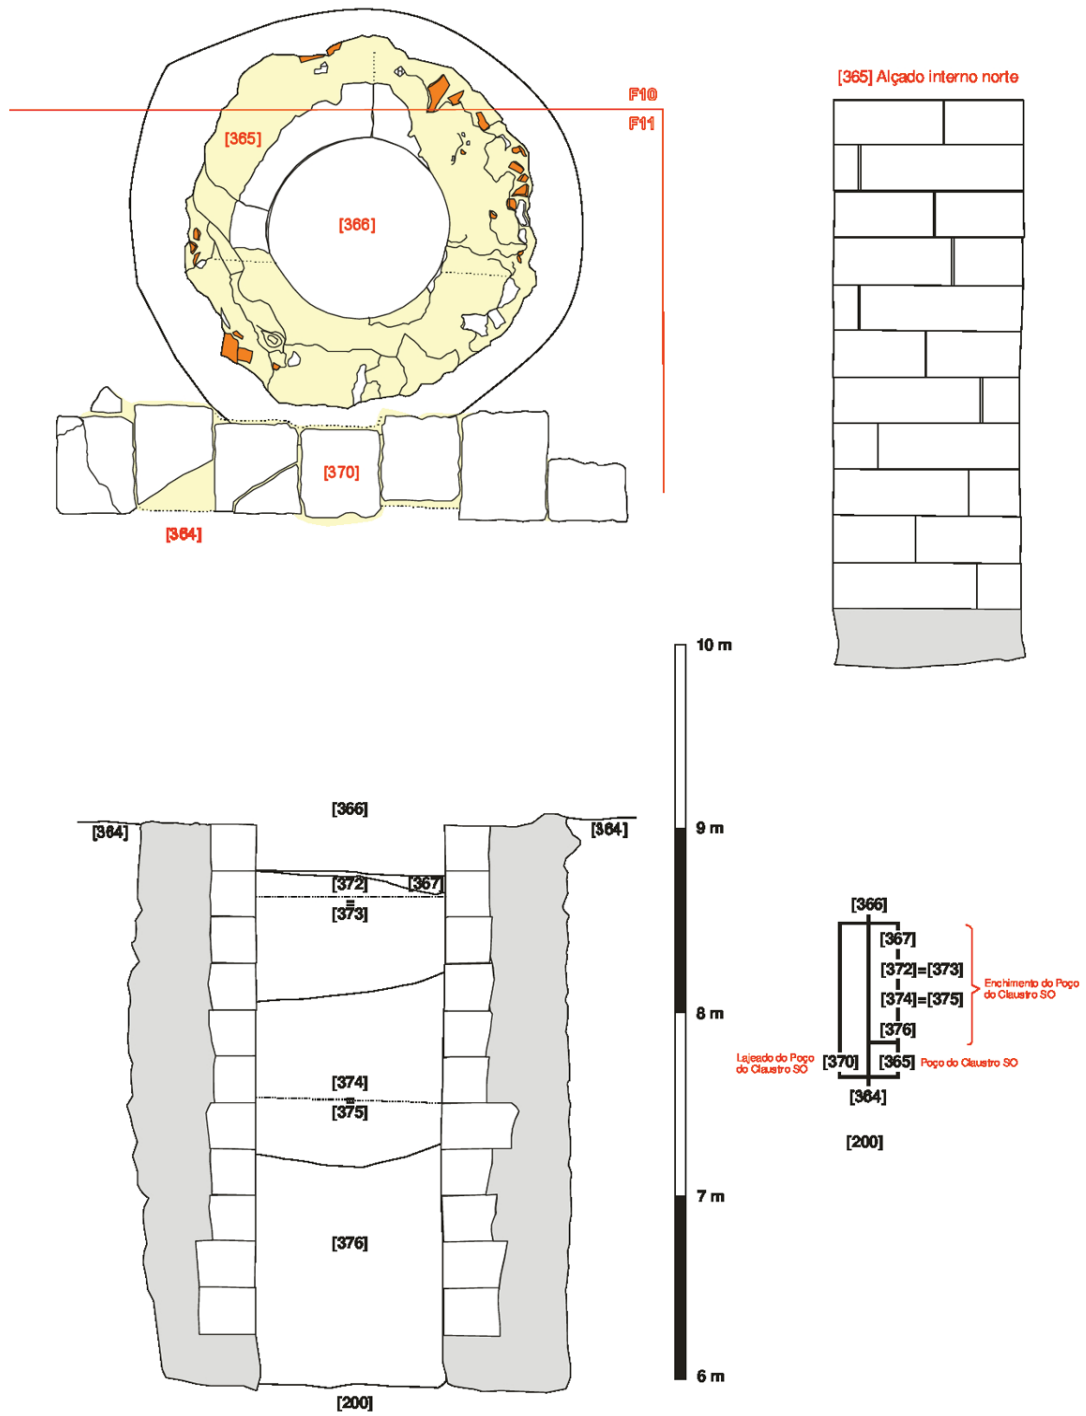 [365] Alçado interno norte
F10
F11
[365]
[366]
[370]
[364]
10 m
9 m
8 m
7 m
6 m
[366]
[364]
[364]
[372]
[367]
=
[373]
[374]
=
[375]
[376]
[200]
[366]
[367]
[372]=[373]
[374]=[375]
[376]
Enchimento do Poço
do Claustro SO
Lajeado do Poço
do Claustro SO
[370]
[365]
Poço do Claustro SO
[364]
[200]